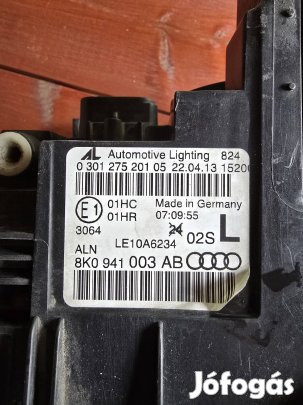 AL Automotive Lighting 824
0 301 275 201 05 22.04.13 1520
E1 01HC Made in Germany
01HR 07:09:55
3064 24 02S L
LE10A6234
ALN
8K0 941 003 AB
Jófogás